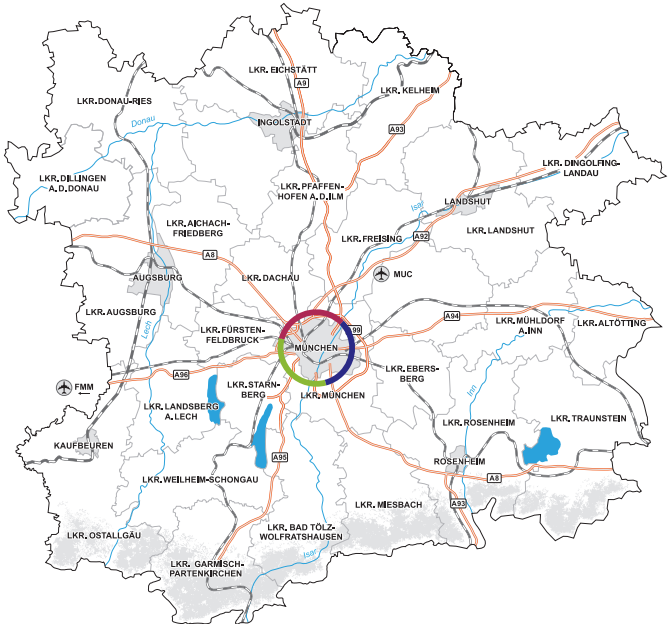 LKR. EICHSTÄTT
A9
LKR. DONAU-RIES
LKR. KELHEIM
Donau
INGOLSTADT
A93
LKR. DILLINGEN
A.D.DONAU
LKR. DINGOLFING-
LANDAU
LKR. PFAFFEN-
HOFEN A.D.ILM
LANDSHUT
Isar
LKR. AICHACH-
FRIEDBERG
LKR. LANDSHUT
LKR. FREISING
A92
A8
AUGSBURG
LKR. DACHAU
MUC
LKR. AUGSBURG
Lech
LKR. FÜRSTEN-
FELDBRUCK
A99
A94
LKR. MÜHLDORF
A.INN
LKR. ALTÖTTING
MÜNCHEN
FMM
←
A96
LKR. STARN-
BERG
LKR. EBERS-
BERG
Inn
LKR. MÜNCHEN
LKR. LANDSBERG
A. LECH
LKR. ROSENHEIM
LKR. TRAUNSTEIN
KAUFBEUREN
A95
ROSENHEIM
LKR. WEILHEIM-SCHONGAU
A8
LKR. MIESBACH
A93
LKR. OSTALLGÄU
LKR. BAD TÖLZ-
WOLFRATSHAUSEN
Isar
LKR. GARMISCH-
PARTENKIRCHEN